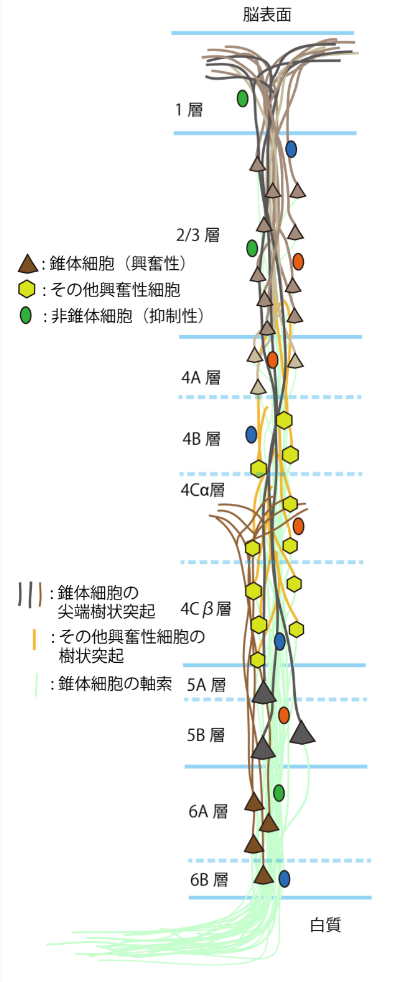 脳表面
1 層
2/3 層
：錐体細胞（興奮性）
：その他興奮性細胞
：非錐体細胞（抑制性）
4A 層
4B 層
4Cα層
：錐体細胞の
尖端樹状突起
4Cβ層
：その他興奮性細胞の
樹状突起
：錐体細胞の軸索
5A 層
5B 層
6A 層
6B 層
白質